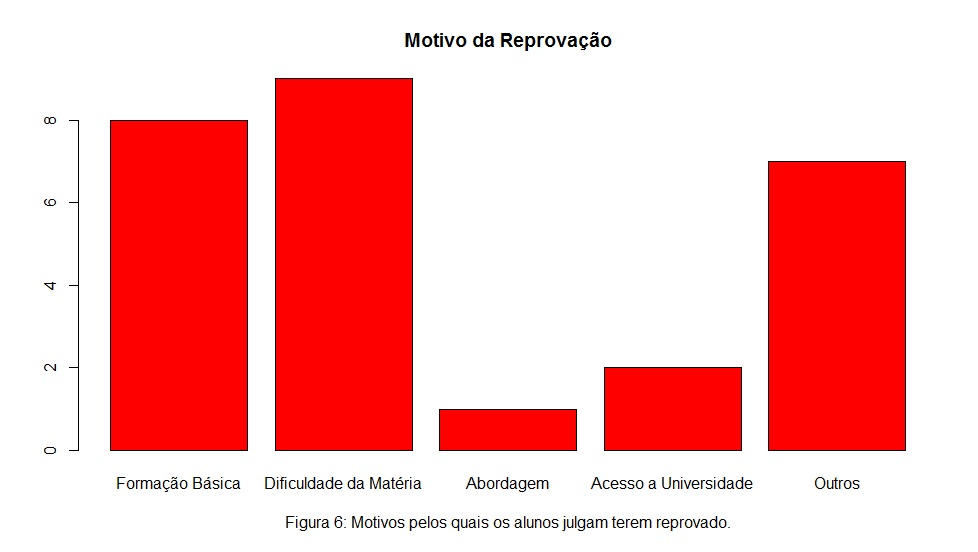 Motivo da Reprovação
8
6
4
2
0
Formação Básica Dificuldade da Matéria Abordagem Acesso a Universidade Outros
Figura 6: Motivos pelos quais os alunos julgam terem reprovado.